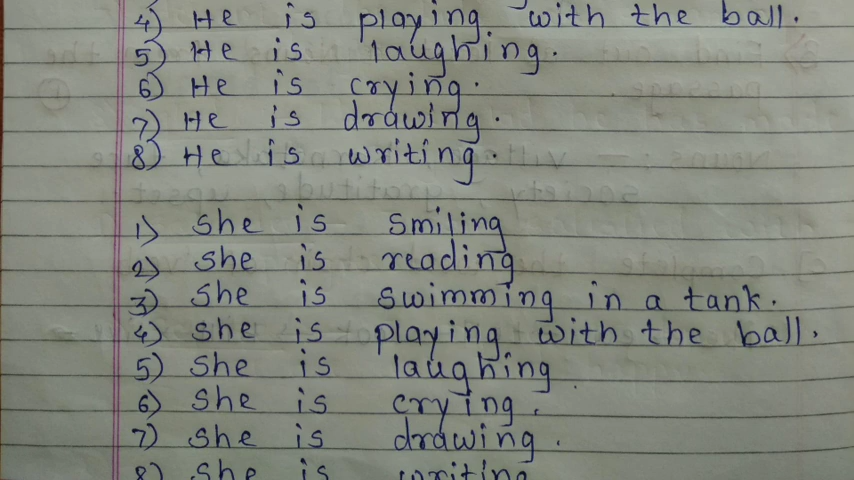 4) He is playing with the ball.
5) He is laughing.
6) He is crying.
7) He is drawing.
8) He is writing.
1) She is smiling
2) She is reading
3) She is swimming in a tank.
4) She is playing with the ball.
5) She is laughing
6) She is crying.
7) She is drawing.
8) She is writing